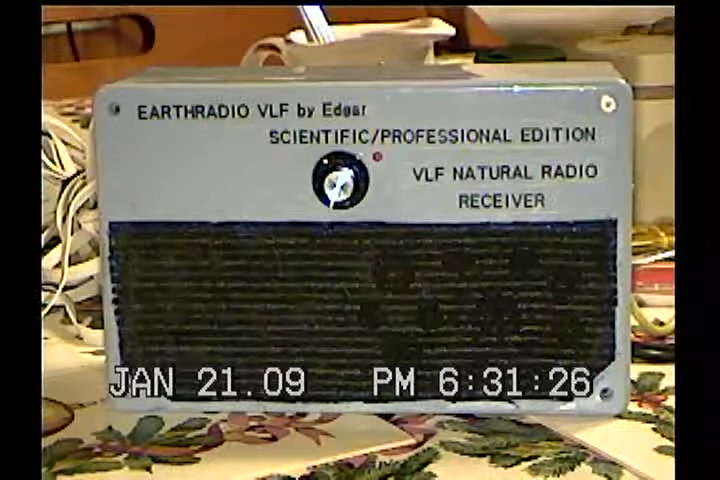 EARTHRADIO VLF by Edgar
SCIENTIFIC/PROFESSIONAL EDITION
VLF NATURAL RADIO
RECEIVER
JAN 21.09 PM 6:31:26